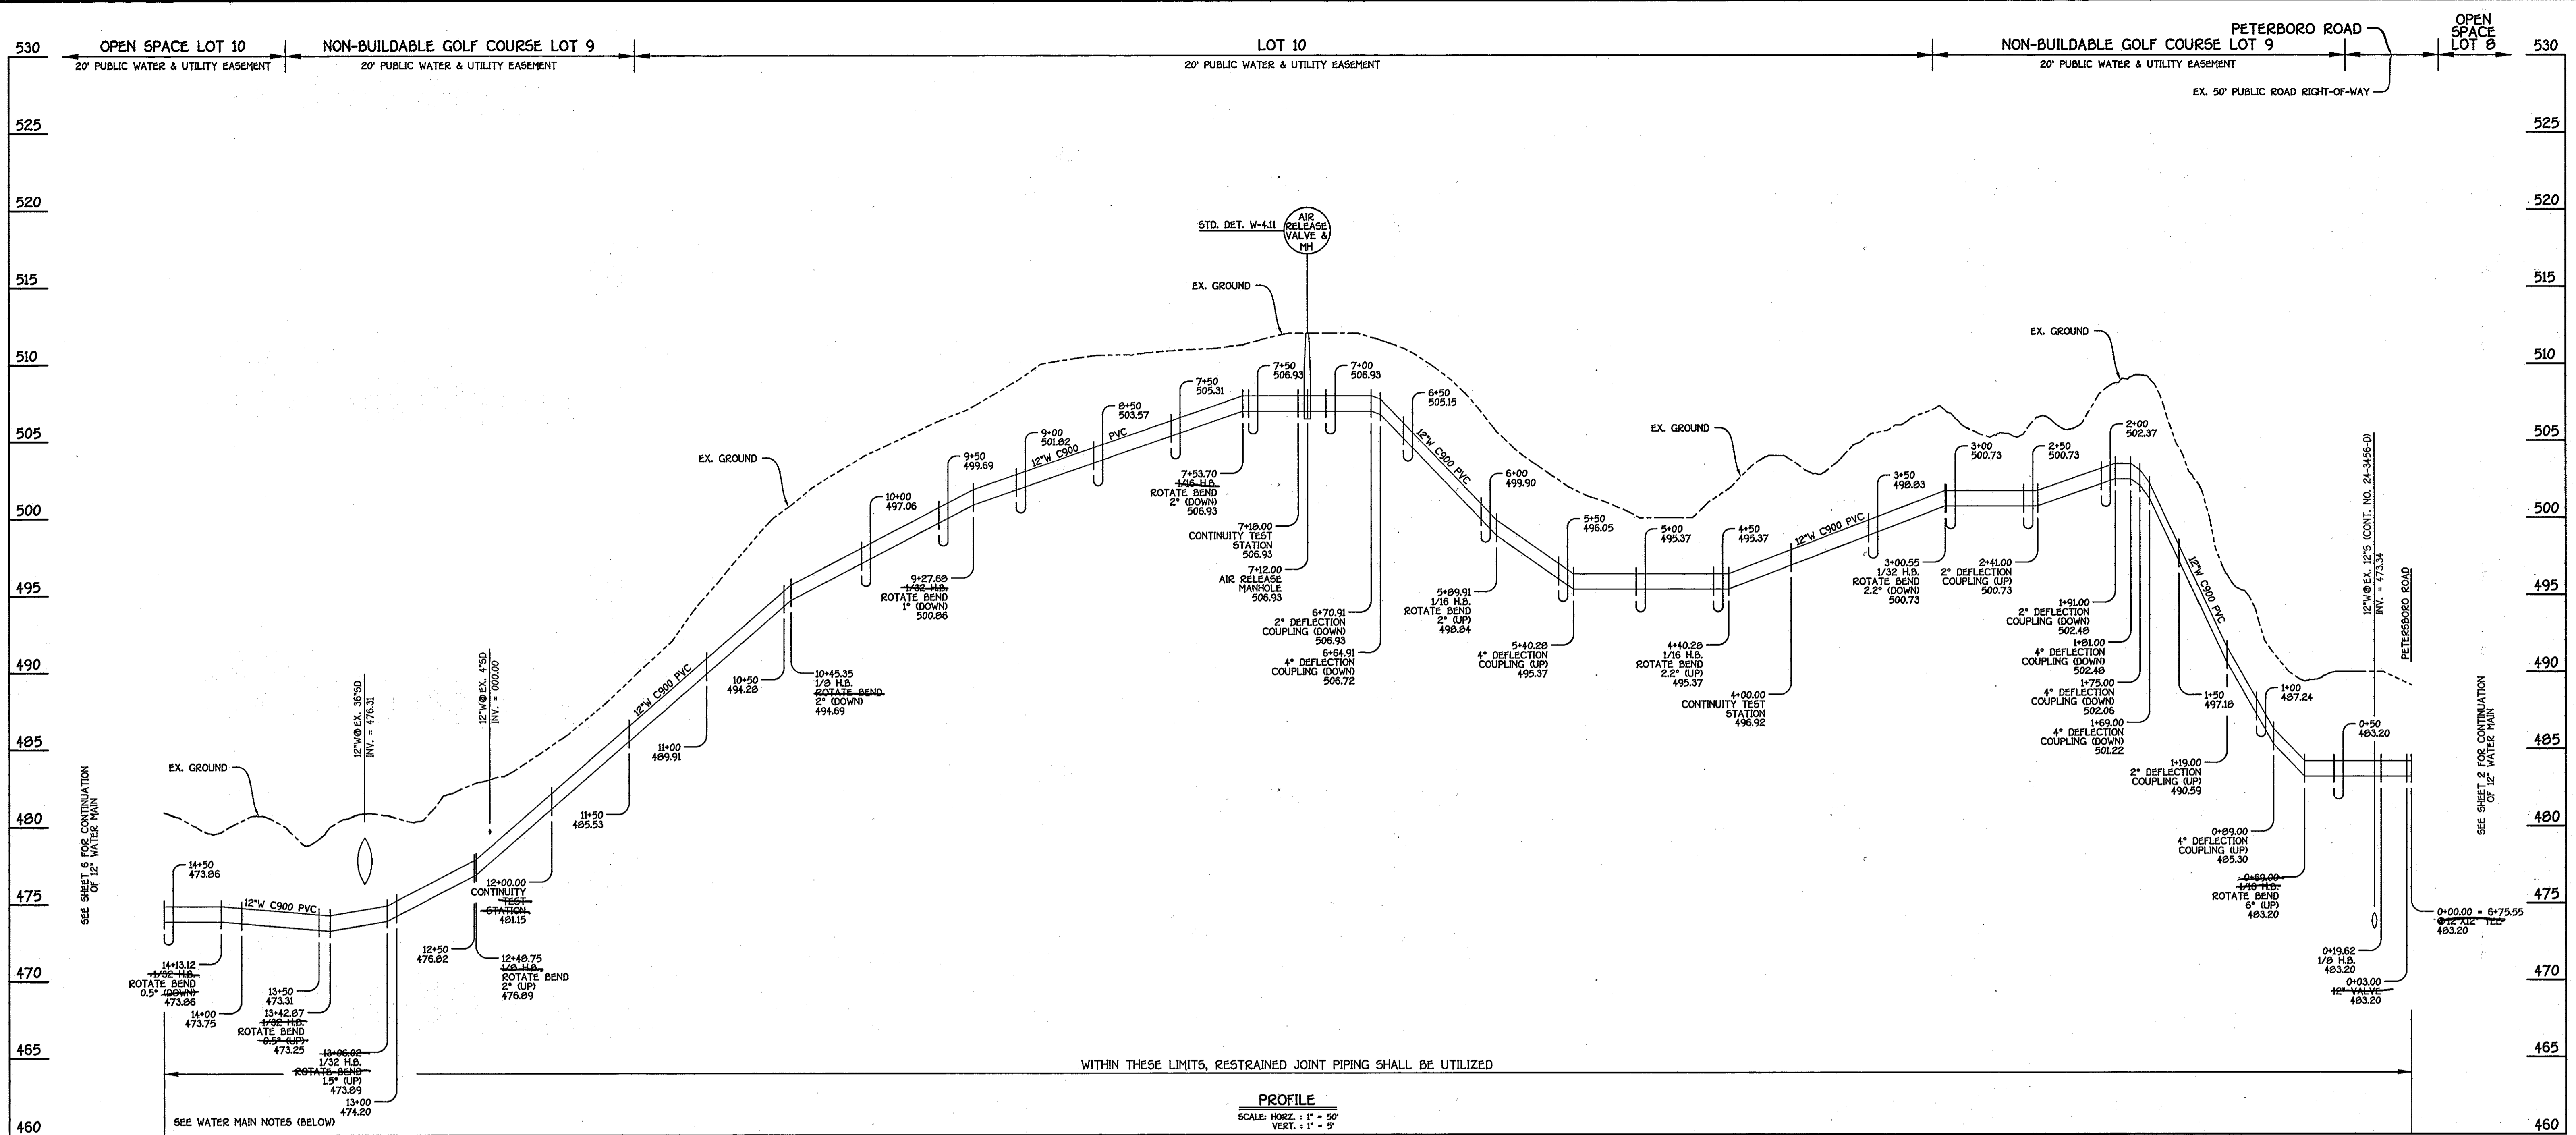 OPEN SPACE LOT 10
20' PUBLIC WATER & UTILITY EASEMENT
NON-BUILDABLE GOLF COURSE LOT 9
20' PUBLIC WATER & UTILITY EASEMENT
LOT 10
20' PUBLIC WATER & UTILITY EASEMENT
NON-BUILDABLE GOLF COURSE LOT 9
20' PUBLIC WATER & UTILITY EASEMENT
PETERBORO ROAD
EX. 50' PUBLIC ROAD RIGHT-OF-WAY
OPEN
SPACE
LOT 8
530
525
520
515
510
505
500
495
490
485
480
475
470
465
460
SEE SHEET 6 FOR CONTINUATION
OF 12" WATER MAIN
EX. GROUND
14+50
473.86
12"W C900 PVC
14+13.12
1/32 H.B.
ROTATE BEND
0.5° (DOWN)
473.86
14+00
473.75
13+50
473.31
13+42.87
1/32 H.B.
ROTATE BEND
0.5° (UP)
473.25
13+06.02
1/32 H.B.
ROTATE BEND
1.5° (UP)
473.89
13+00
474.20
12"W@EX. 36"SD
INV. = 476.31
12"W@EX. 4"SD
INV. = 000.00
12+50
476.82
12+48.75
1/8 H.B.
ROTATE BEND
2° (UP)
476.89
12+00.00
CONTINUITY
TEST
STATION
481.15
11+50
485.53
12"W C900 PVC
11+00
489.91
10+50
494.28
10+45.35
1/8 H.B.
ROTATE BEND
2° (DOWN)
494.69
EX. GROUND
10+00
497.06
9+50
499.69
9+27.68
1/32 H.B.
ROTATE BEND
1° (DOWN)
500.86
9+00
501.82
12"W C900 PVC
8+50
503.57
7+50
505.31
7+53.70
1/16 H.B.
ROTATE BEND
2° (DOWN)
506.93
7+50
506.93
EX. GROUND
STD. DET. W-4.11
AIR
RELEASE
VALVE &
MH
7+18.00
CONTINUITY TEST
STATION
506.93
7+12.00
AIR RELEASE
MANHOLE
506.93
7+00
506.93
6+70.91
2° DEFLECTION
COUPLING (DOWN)
506.93
6+64.91
4° DEFLECTION
COUPLING (DOWN)
506.72
6+50
505.15
12"W C900 PVC
6+00
499.90
5+89.91
1/16 H.B.
ROTATE BEND
2° (UP)
498.84
5+50
496.05
5+40.28
4° DEFLECTION
COUPLING (UP)
495.37
5+00
495.37
4+50
495.37
4+40.28
1/16 H.B.
ROTATE BEND
2.2° (UP)
495.37
EX. GROUND
4+00.00
CONTINUITY TEST
STATION
496.92
12"W C900 PVC
3+50
498.83
3+00.55
1/32 H.B.
ROTATE BEND
2.2° (DOWN)
500.73
3+00
500.73
2+50
500.73
2+41.00
2° DEFLECTION
COUPLING (UP)
500.73
EX. GROUND
2+00
502.37
1+91.00
2° DEFLECTION
COUPLING (DOWN)
502.48
1+81.00
4° DEFLECTION
COUPLING (DOWN)
502.48
1+75.00
4° DEFLECTION
COUPLING (DOWN)
502.06
1+69.00
4° DEFLECTION
COUPLING (DOWN)
501.22
12"W C900 PVC
1+50
497.18
1+19.00
2° DEFLECTION
COUPLING (UP)
490.59
1+00
487.24
0+89.00
4° DEFLECTION
COUPLING (UP)
485.30
0+69.00
1/16 H.B.
ROTATE BEND
6° (UP)
483.20
0+50
483.20
12"W@EX. 12"S (CONT. NO. 24-3456-D)
INV. = 473.34
PETERSBORO ROAD
0+19.62
1/8 H.B.
483.20
0+03.00
12" VALVE
483.20
0+00.00 = 6+75.55
@12"X12" TEE
483.20
SEE SHEET 2 FOR CONTINUATION
OF 12" WATER MAIN
530
525
520
515
510
505
500
495
490
485
480
475
470
465
460
WITHIN THESE LIMITS, RESTRAINED JOINT PIPING SHALL BE UTILIZED
SEE WATER MAIN NOTES (BELOW)
PROFILE
SCALE: HORZ. : 1" = 50'
VERT. : 1" = 5'